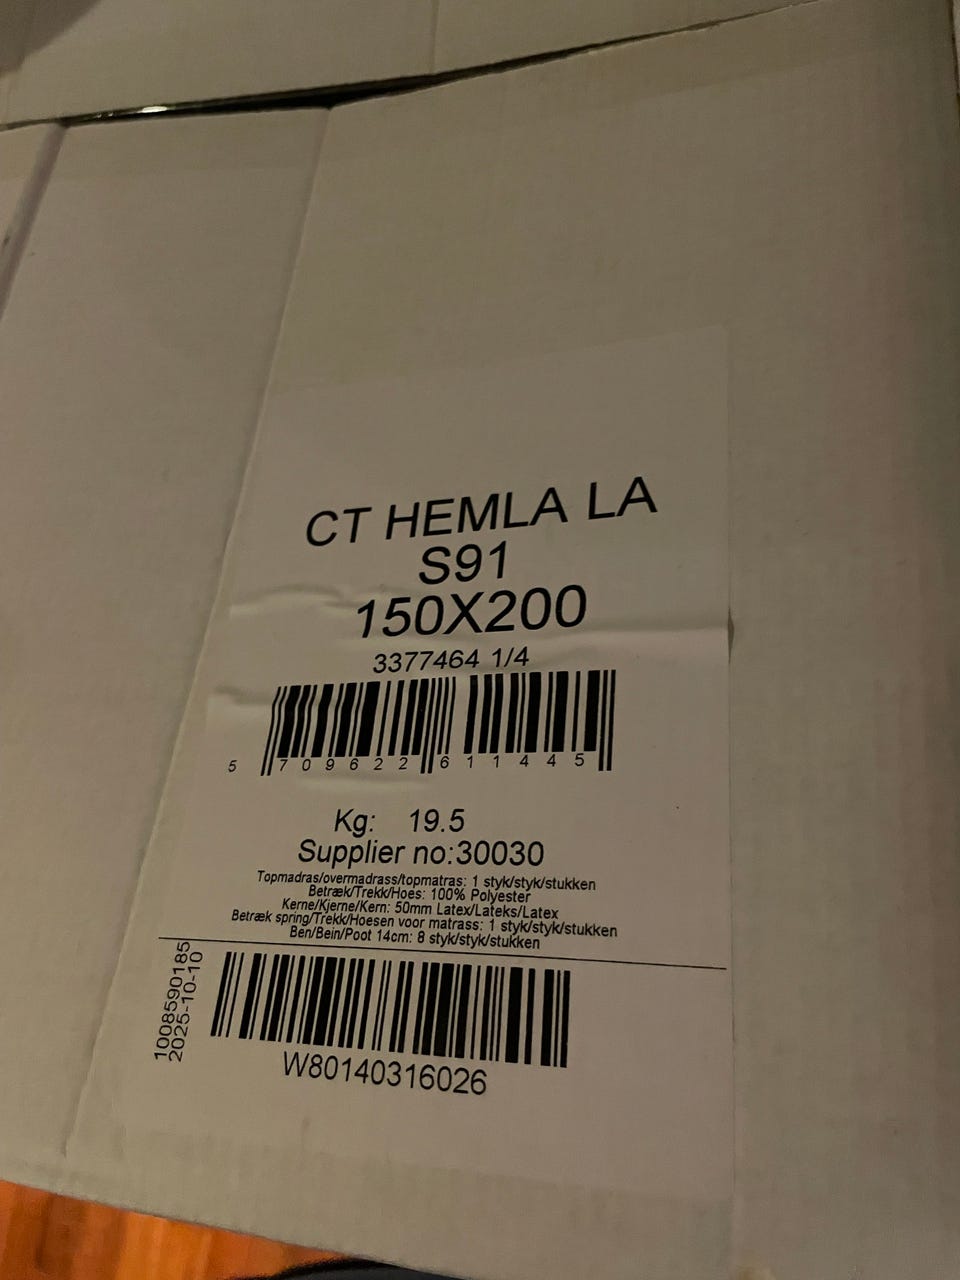 CT HEMLA LA
S91
150X200
3377464 1/4
5 709622 611445
Kg: 19.5
Supplier no:30030
Topmadras/overmadrass/topmatras: 1 styk/styk/stukken
Betræk/Trekk/Hoes: 100% Polyester
Kerne/Kjerne/Kern: 50mm Latex/Lateks/Latex
Betræk spring/Trekk/Hoesen voor matrass: 1 styk/styk/stukken
Ben/Bein/Poot 14cm: 8 styk/styk/stukken
1008590185
2025-10-10
W80140316026